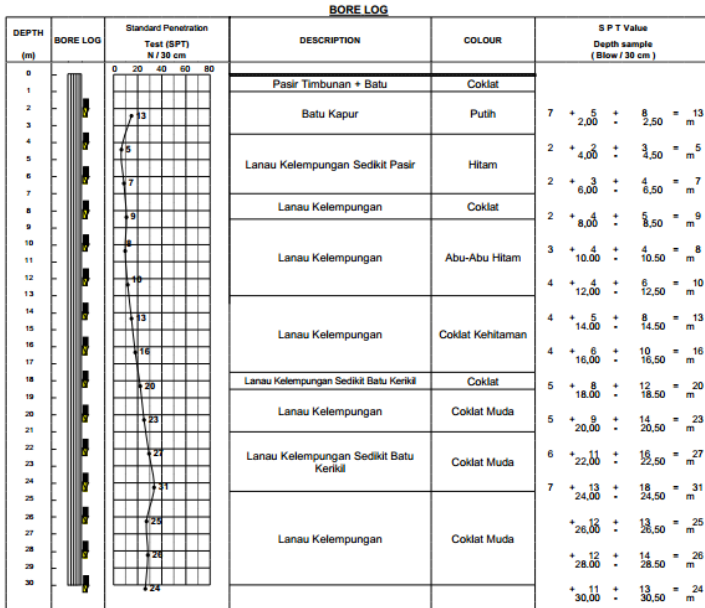 BORE LOG
DEPTH
(m)
BORE LOG
Standard Penetration
Test (SPT)
N / 30 cm
DESCRIPTION
COLOUR
S P T Value
Depth sample
( Blow / 30 cm )
0 20 40 60 80
0
1
2
3
4
5
6
7
8
9
10
11
12
13
14
15
16
17
18
19
20
21
22
23
24
25
26
27
28
29
30
13
5
7
9
8
10
13
16
20
23
27
31
25
26
24
Pasir Timbunan + Batu Coklat
Batu Kapur Putih
Lanau Kelempungan Sedikit Pasir Hitam
Lanau Kelempungan Coklat
Lanau Kelempungan Abu-Abu Hitam
Lanau Kelempungan Coklat Kehitaman
Lanau Kelempungan Sedikit Batu Kerikil Coklat
Lanau Kelempungan Coklat Muda
Lanau Kelempungan Sedikit Batu
Kerikil
Coklat Muda
Lanau Kelempungan Coklat Muda
7 + 5 + 8 = 13
2,00 - 2,50 m
2 + 2 + 3 = 5
4,00 - 4,50 m
2 + 3 + 4 = 7
6,00 - 6,50 m
2 + 4 + 5 = 9
8,00 - 8,50 m
3 + 4 + 4 = 8
10.00 - 10.50 m
4 + 4 + 6 = 10
12,00 - 12,50 m
4 + 5 + 8 = 13
14.00 - 14.50 m
4 + 6 + 10 = 16
16,00 - 16,50 m
5 + 8 + 12 = 20
18.00 - 18.50 m
5 + 9 + 14 = 23
20,00 - 20,50 m
6 + 11 + 16 = 27
22,00 - 22,50 m
7 + 13 + 18 = 31
24,00 - 24,50 m
+ 12 + 13 = 25
26,00 - 26,50 m
+ 12 + 14 = 26
28.00 - 28.50 m
+ 11 + 13 = 24
30,00 - 30,50 m